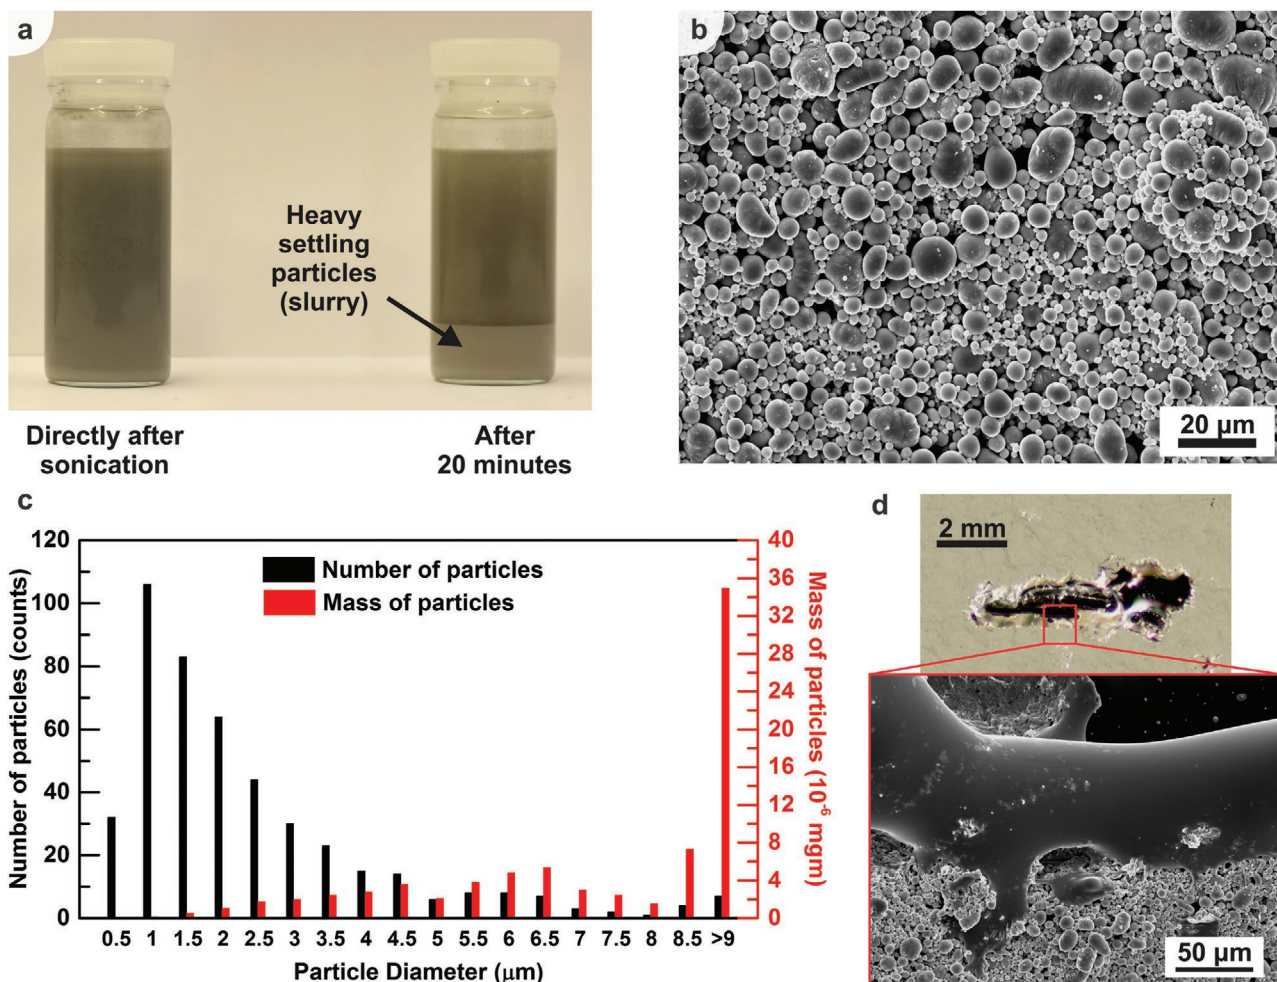 a
Heavy
settling
particles
(slurry)
Directly after
sonication
After
20 minutes
b
20 µm
c
120
100
80
60
40
20
0
Number of particles (counts)
Number of particles
Mass of particles
40
36
32
28
24
20
16
12
8
4
0
Mass of particles (10⁻⁶ mgm)
0.5 1 1.5 2 2.5 3 3.5 4 4.5 5 5.5 6 6.5 7 7.5 8 8.5 >9
Particle Diameter (µm)
d
2 mm
50 µm